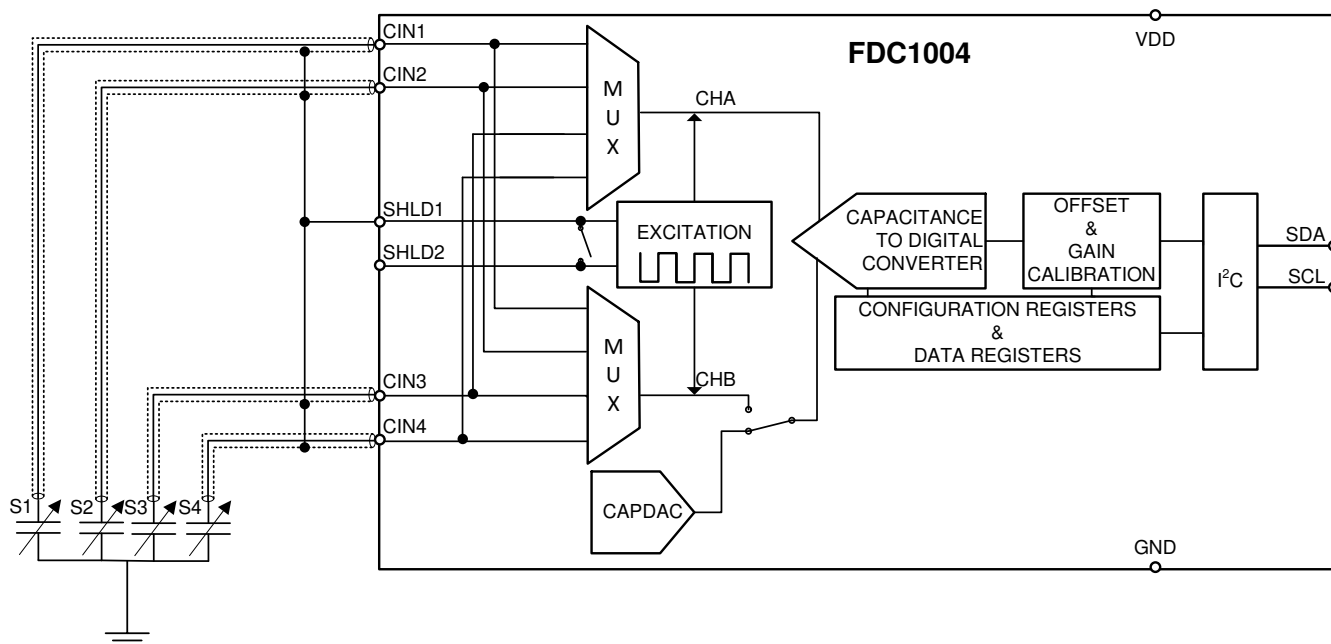 CIN1
FDC1004
VDD
CIN2
M
U
X
CHA
SHLD1
EXCITATION
CAPACITANCE
TO DIGITAL
CONVERTER
OFFSET
&
GAIN
CALIBRATION
SDA
SHLD2
I²C
SCL
CONFIGURATION REGISTERS
&
DATA REGISTERS
M
U
X
CIN3
CHB
CIN4
S1
S2
S3
S4
CAPDAC
GND